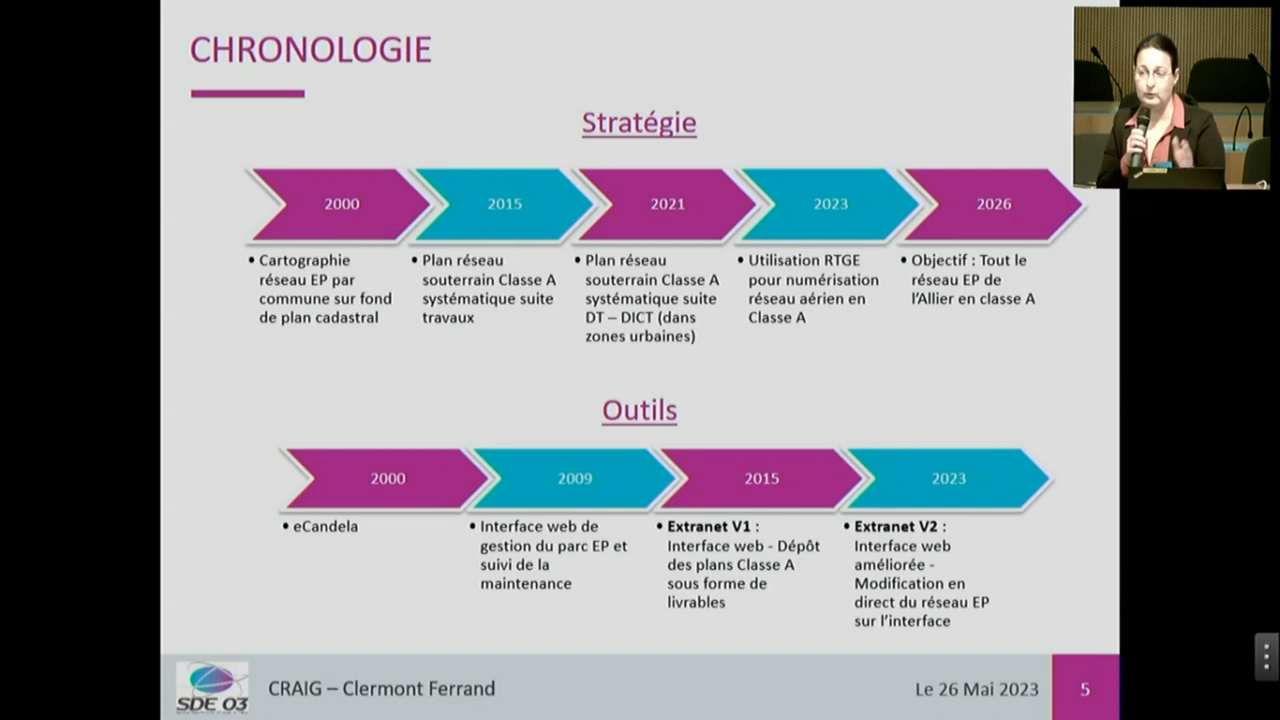 CHRONOLOGIE
Stratégie
2000
2015
2021
2023
2026
• Cartographie
réseau EP par
commune sur fond
de plan cadastral
• Plan réseau
souterrain Classe A
systématique suite
travaux
• Plan réseau
souterrain Classe A
systématique suite
DT – DICT (dans
zones urbaines)
• Utilisation RTGE
pour numérisation
réseau aérien en
Classe A
• Objectif : Tout le
réseau EP de
l'Allier en classe A
Outils
2000
2009
2015
2023
• eCandela
• Interface web de
gestion du parc EP et
suivi de la
maintenance
• Extranet V1 :
Interface web - Dépôt
des plans Classe A
sous forme de
livrables
• Extranet V2 :
Interface web
améliorée -
Modification en
direct du réseau EP
sur l'interface
SDE 03
CRAIG – Clermont Ferrand
Le 26 Mai 2023
5